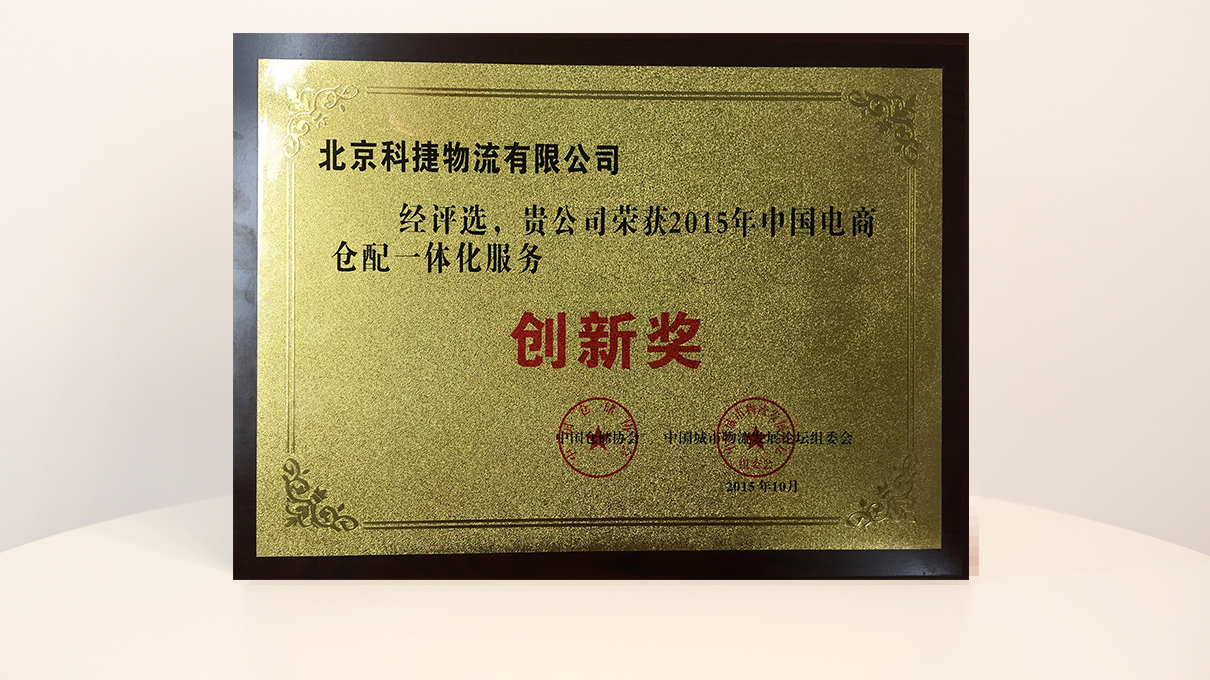 北京科捷物流有限公司
经评选，贵公司荣获2015年中国电商
仓配一体化服务
创新奖
中国仓储协会 中国城市物流发展论坛组委会
2015年10月